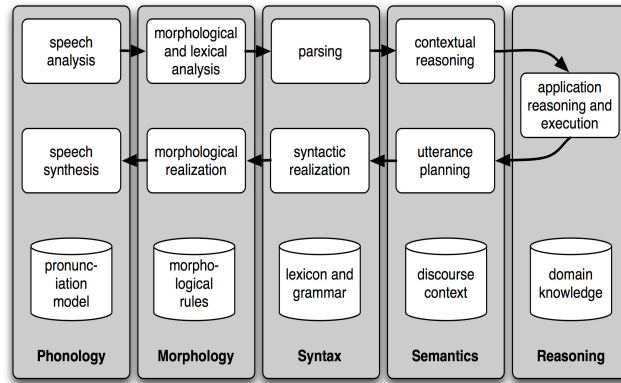 speech
analysis
morphological
and lexical
analysis
parsing
contextual
reasoning
application
reasoning and
execution
speech
synthesis
morphological
realization
syntactic
realization
utterance
planning
pronunc-
iation
model
morpho-
logical
rules
lexicon and
grammar
discourse
context
domain
knowledge
Phonology
Morphology
Syntax
Semantics
Reasoning